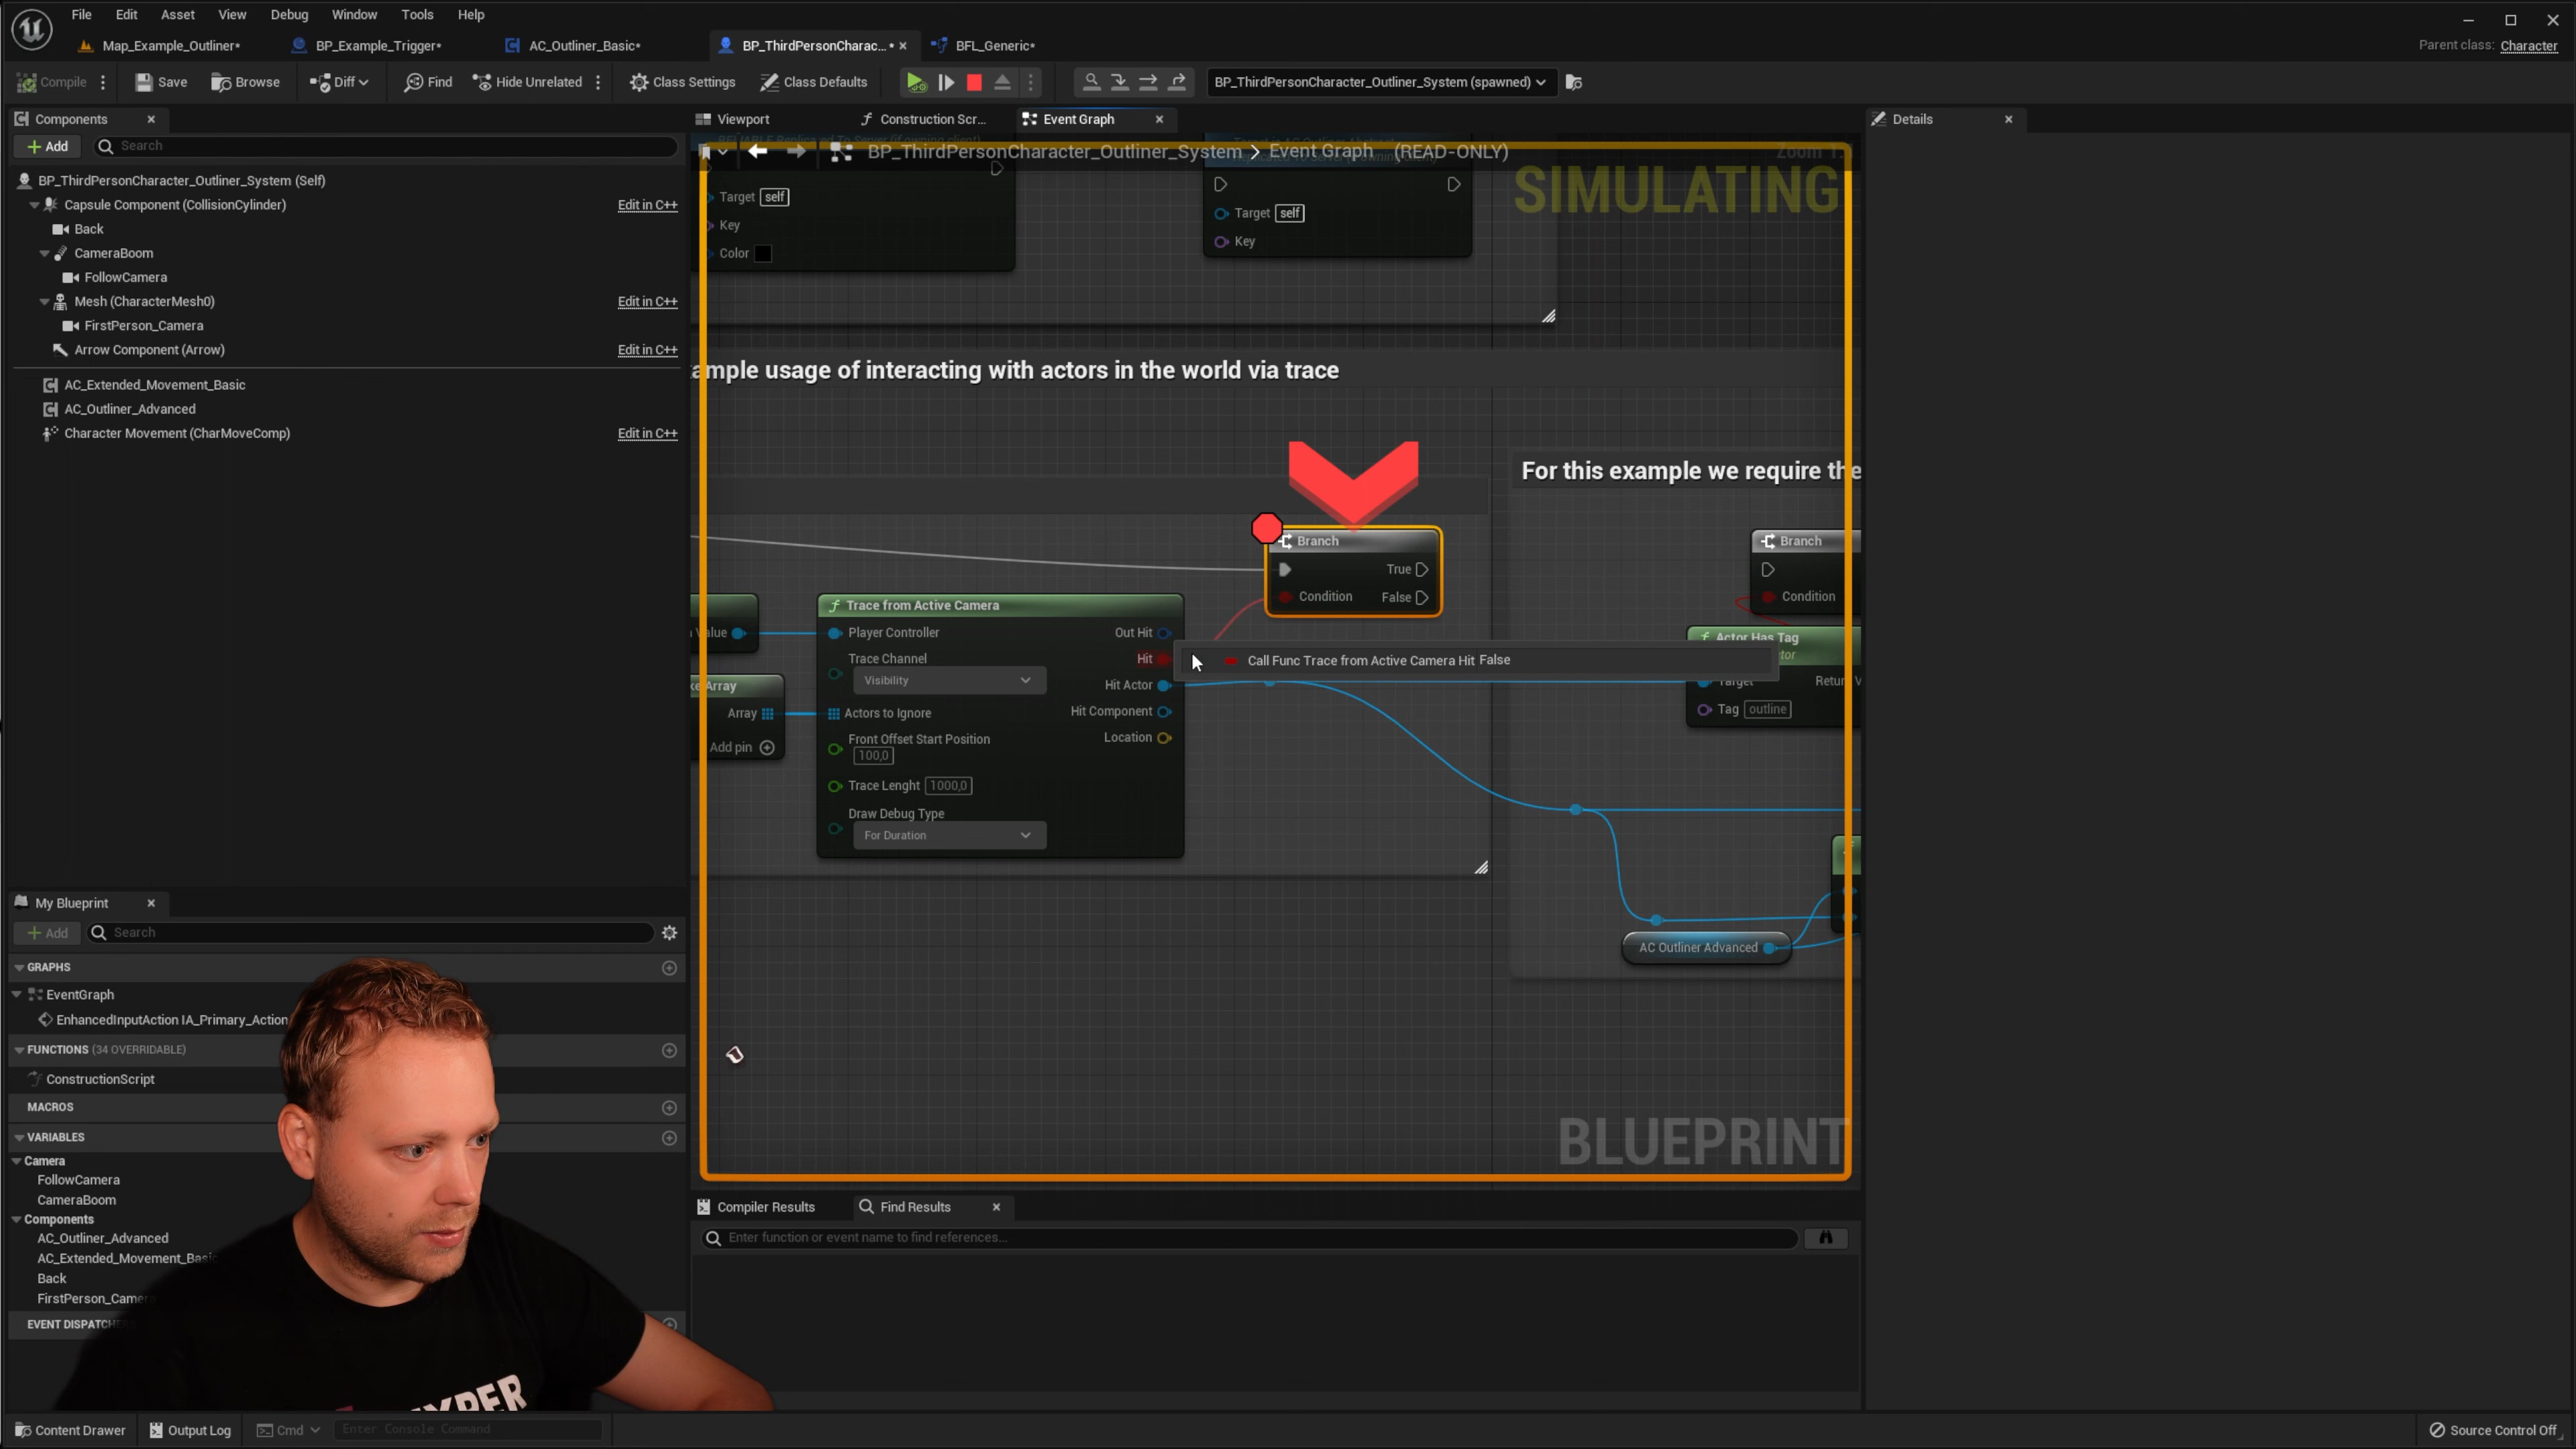 File Edit Asset View Debug Window Tools Help
Map_Example_Outliner* BP_Example_Trigger* AC_Outliner_Basic* BP_ThirdPersonCharac...* BFL_Generic*
Parent class: Character
Compile Save Browse Diff Find Hide Unrelated Class Settings Class Defaults BP_ThirdPersonCharacter_Outliner_System (spawned)
Components
Add Search
BP_ThirdPersonCharacter_Outliner_System (Self)
Capsule Component (CollisionCylinder) Edit in C++
Back
CameraBoom
FollowCamera
Mesh (CharacterMesh0) Edit in C++
FirstPerson_Camera
Arrow Component (Arrow) Edit in C++
AC_Extended_Movement_Basic
AC_Outliner_Advanced
Character Movement (CharMoveComp) Edit in C++
My Blueprint
Add Search
GRAPHS
EventGraph
EnhancedInputAction IA_Primary_Action
FUNCTIONS (34 OVERRIDABLE)
ConstructionScript
MACROS
VARIABLES
Camera
FollowCamera
CameraBoom
Components
AC_Outliner_Advanced
AC_Extended_Movement_Basic
Back
FirstPerson_Camer
EVENT DISPATCH
Viewport Construction Scr... Event Graph
BP_ThirdPersonCharacter_Outliner_System > Event Graph (READ-ONLY)
SIMULATING
Target self
Key
Color
Target self
Key
ample usage of interacting with actors in the world via trace
For this example we require the
Branch
True
Condition False
Branch
Condition
Value
Array
Add pin
Trace from Active Camera
Player Controller Out Hit
Trace Channel Hit
Visibility Hit Actor
Actors to Ignore Hit Component
Front Offset Start Position Location
100,0
Trace Lenght 1000,0
Draw Debug Type
For Duration
Call Func Trace from Active Camera Hit False
Actor Has Tag
Target
Tag outline
AC Outliner Advanced
BLUEPRINT
Compiler Results Find Results
Enter function or event name to find references...
Details
Content Drawer Output Log Cmd Enter Console Command
Source Control Off